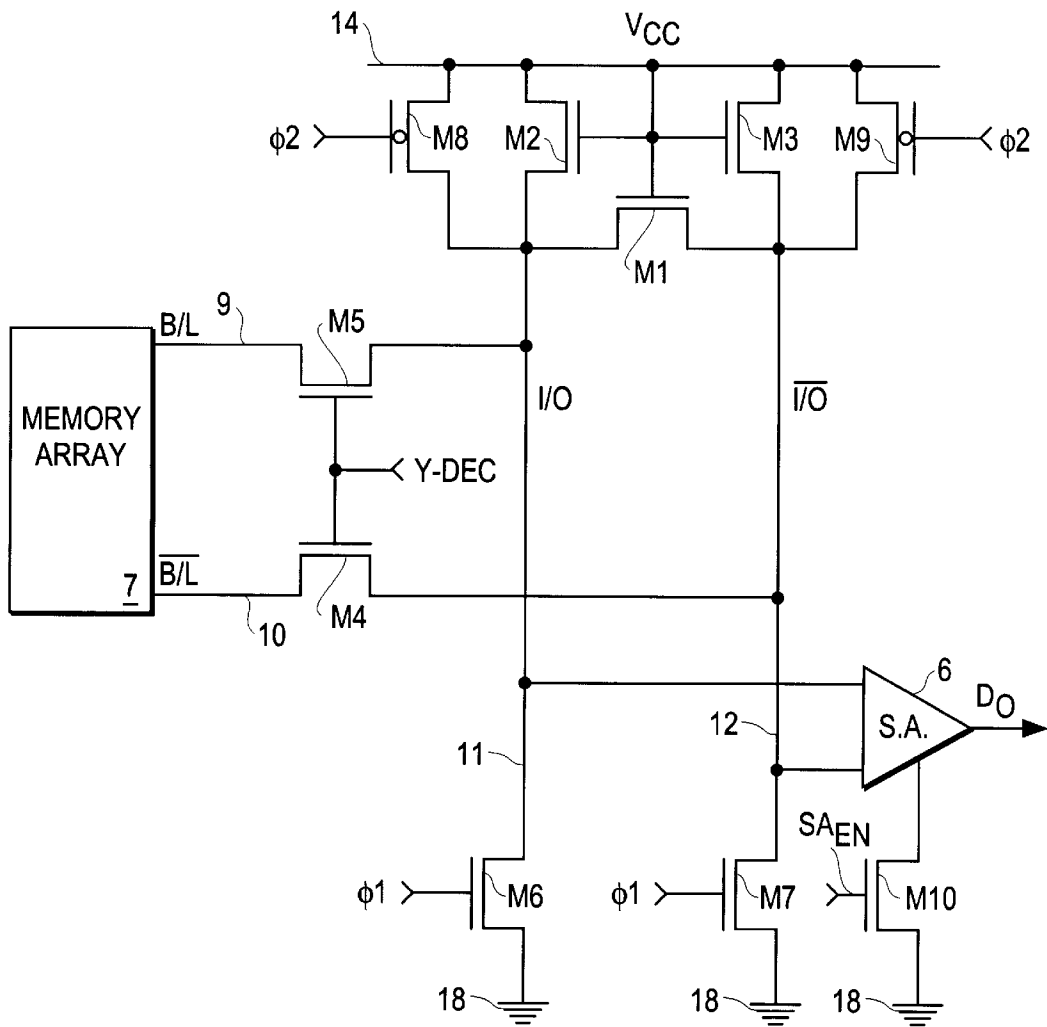 14
VCC
ϕ2 M8 M2 M3 M9 ϕ2
M1
9
B/L
M5
MEMORY
ARRAY
I/O
I/O
Y-DEC
B/L
7
10
M4
6
DO
S.A.
12
11
SAEN
ϕ1 M6 ϕ1 M7 M10
18 18 18